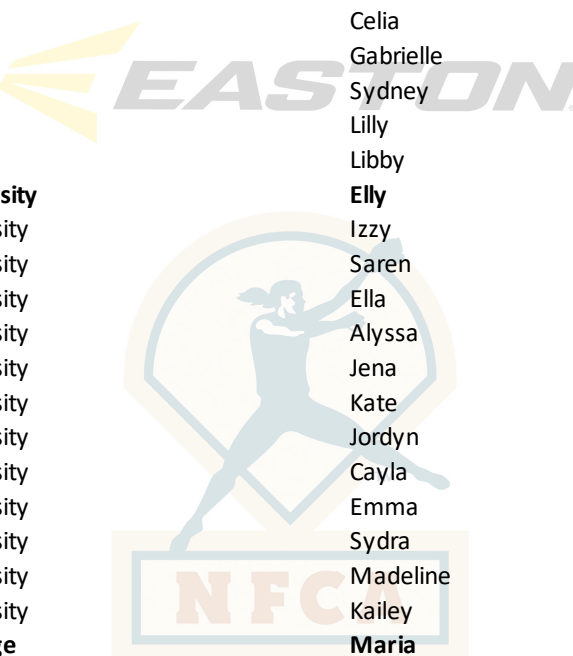 Celia
Gabrielle
EASTON
Sydney
Lilly
Libby
sity Elly
sity Izzy
sity Saren
sity Ella
sity Alyssa
sity Jena
sity Kate
sity Jordyn
sity Cayla
sity Emma
sity Sydra
sity Madeline
sity Kailey
NFCA
ge Maria